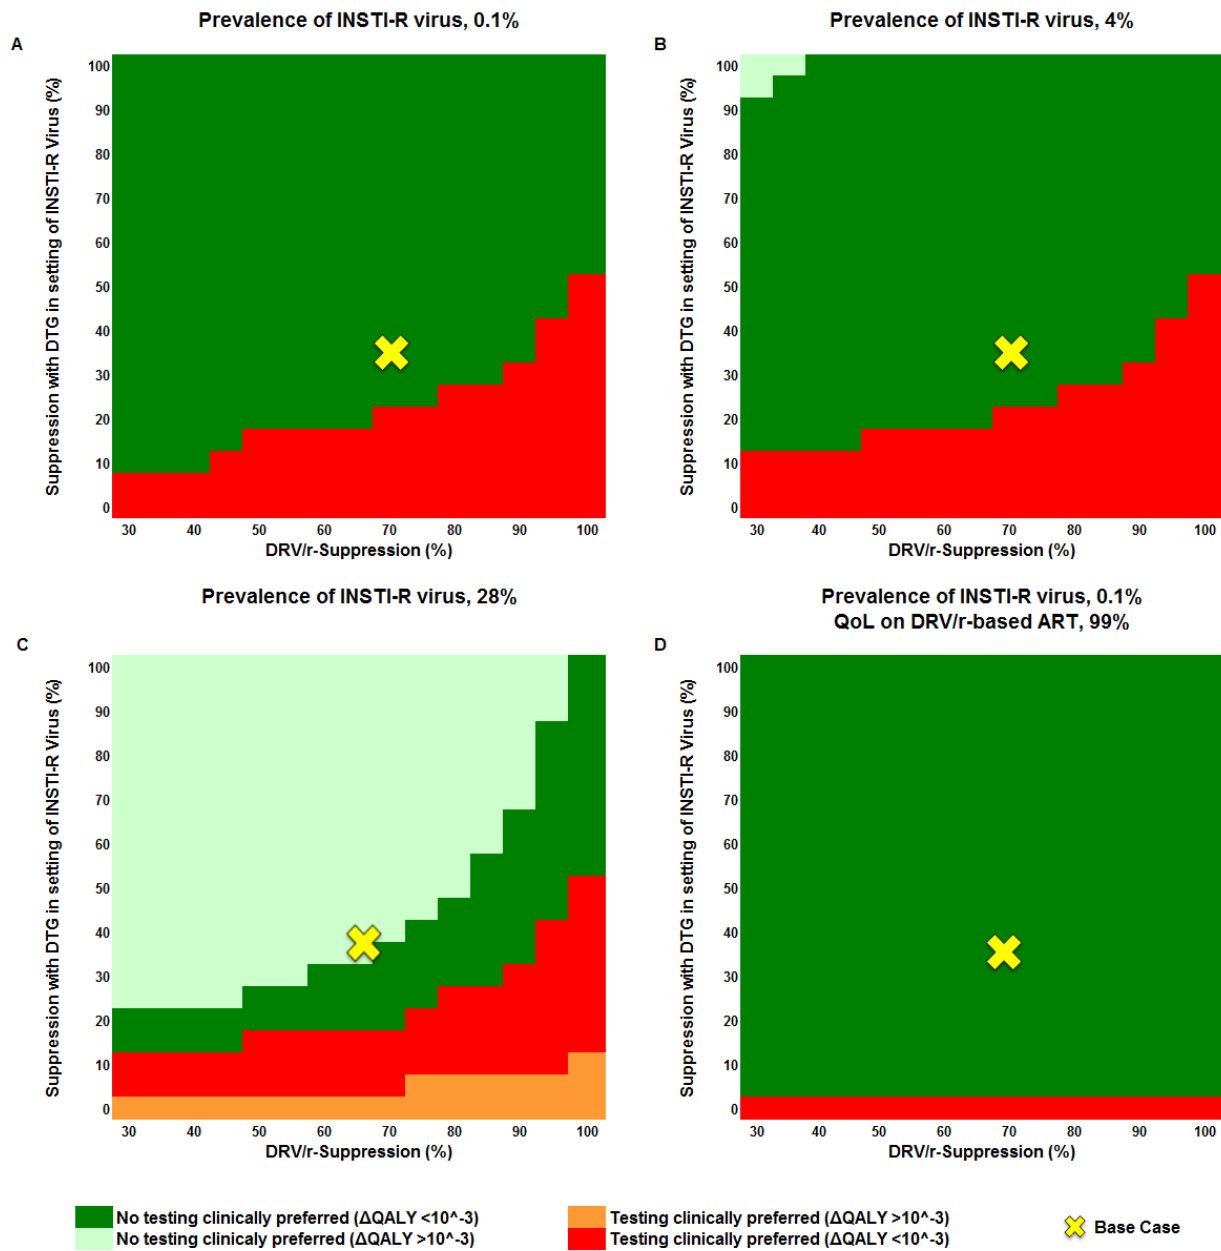 Prevalence of INSTI-R virus, 0.1%
A
Suppression with DTG in setting of INSTI-R Virus (%)
100
90
80
70
60
50
40
30
20
10
0
30 40 50 60 70 80 90 100
DRV/r-Suppression (%)
Prevalence of INSTI-R virus, 4%
B
Suppression with DTG in setting of INSTI-R Virus (%)
100
90
80
70
60
50
40
30
20
10
0
30 40 50 60 70 80 90 100
DRV/r-Suppression (%)
Prevalence of INSTI-R virus, 28%
C
Suppression with DTG in setting of INSTI-R Virus (%)
100
90
80
70
60
50
40
30
20
10
0
30 40 50 60 70 80 90 100
DRV/r-Suppression (%)
Prevalence of INSTI-R virus, 0.1%
QoL on DRV/r-based ART, 99%
D
Suppression with DTG in setting of INSTI-R Virus (%)
100
90
80
70
60
50
40
30
20
10
0
30 40 50 60 70 80 90 100
DRV/r-Suppression (%)
No testing clinically preferred (ΔQALY <10^-3)
No testing clinicaly preferred (ΔQALY >10^-3)
Testing clinically preferred (ΔQALY >10^-3)
Testing clinically preferred (ΔQALY <10^-3)
Base Case